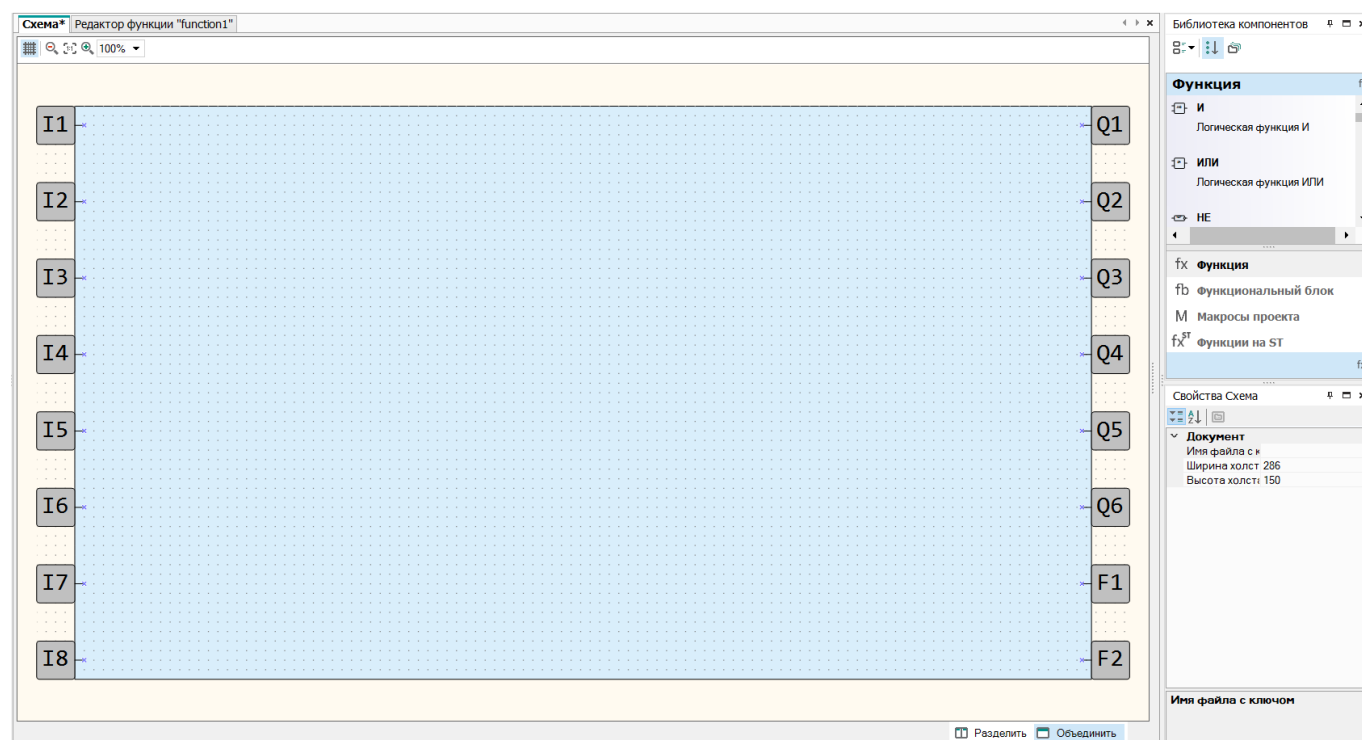 Схема* Редактор функции "function1"
100%
I1 Q1
I2 Q2
I3 Q3
I4 Q4
I5 Q5
I6 Q6
I7 F1
I8 F2
Разделить Объединить
Библиотека компонентов
Функция
И
Логическая функция И
ИЛИ
Логическая функция ИЛИ
НЕ
fx Функция
fb Функциональный блок
M Макросы проекта
fx ST Функции на ST
Свойства Схема
Документ
Имя файла с к
Ширина холст 286
Высота холста 150
Имя файла с ключом